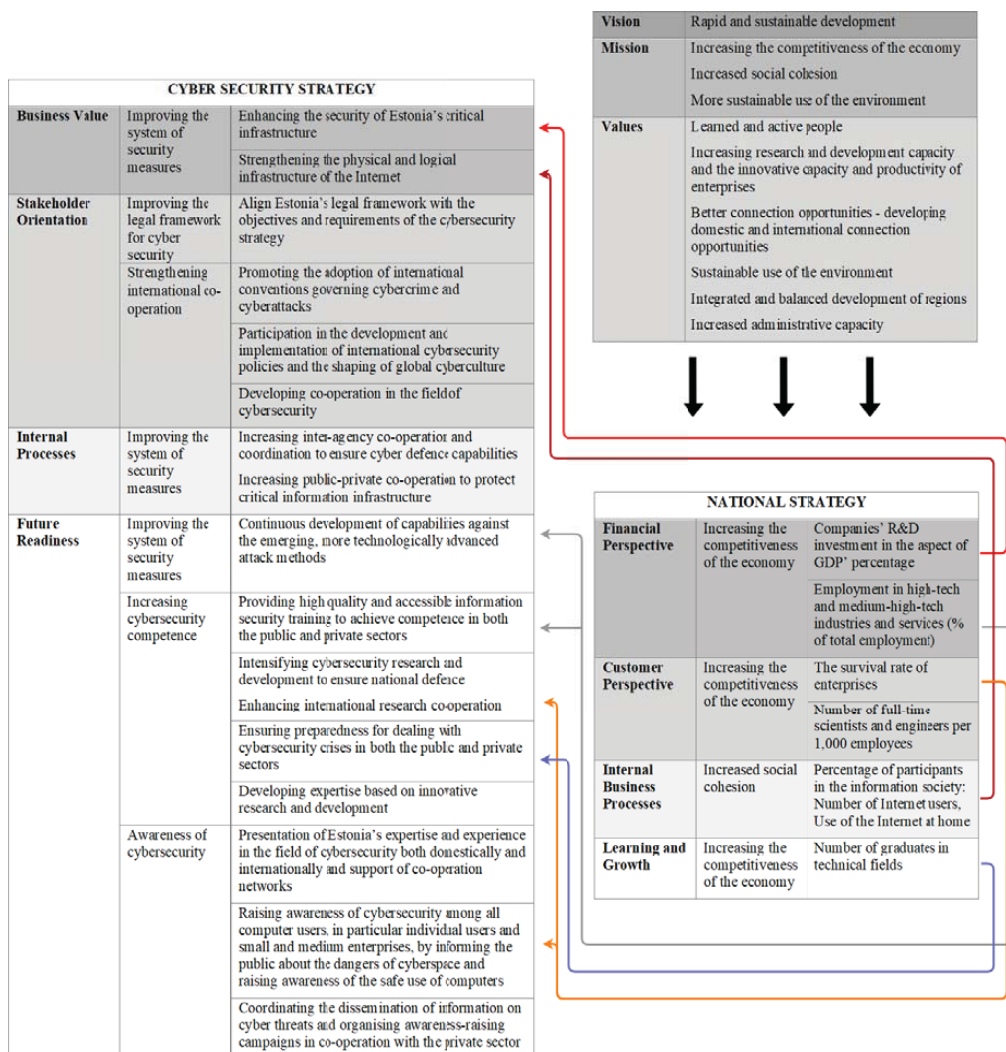 Vision
Rapid and sustainable development
Mission
Increasing the competitiveness of the economy
Increased social cohesion
More sustainable use of the environment
Values
Learned and active people
Increasing research and development capacity
and the innovative capacity and productivity of
enterprises
Better connection opportunities - developing
domestic and international connection
opportunities
Sustainable use of the environment
Integrated and balanced development of regions
Increased administrative capacity
CYBER SECURITY STRATEGY
Business Value
Improving the
system of
security
measures
Enhancing the security of Estonia's critical
infrastructure
Strengthening the physical and logical
infrastructure of the Internet
Stakeholder
Orientation
Improving the
legal framework
for cyber
security
Align Estonia's legal framework with the
objectives and requirements of the cybersecurity
strategy
Strengthening
international co-
operation
Promoting the adoption of international
conventions governing cybercrime and
cyberattacks
Participation in the development and
implementation of international cybersecurity
policies and the shaping of global cyberculture
Developing co-operation in the field of
cybersecurity
Internal
Processes
Improving the
system of
security
measures
Increasing inter-agency co-operation and
coordination to ensure cyber defence capabilities
Increasing public-private co-operation to protect
critical information infrastructure
Future
Readiness
Improving the
system of
security
measures
Continuous development of capabilities against
the emerging, more technologically advanced
attack methods
Increasing
cybersecurity
competence
Providing high quality and accessible information
security training to achieve competence in both
the public and private sectors
Intensifying cybersecurity research and
development to ensure national defence
Enhancing international research co-operation
Ensuring preparedness for dealing with
cybersecurity crises in both the public and private
sectors
Developing expertise based on innovative
research and development
Awareness of
cybersecurity
Presentation of Estonia's expertise and experience
in the field of cybersecurity both domestically and
internationally and support of co-operation
networks
Raising awareness of cybersecurity among all
computer users, in particular individual users and
small and medium enterprises, by informing the
public about the dangers of cyberspace and
raising awareness of the safe use of computers
Coordinating the dissemination of information on
cyber threats and organising awareness-raising
campaigns in co-operation with the private sector
NATIONAL STRATEGY
Financial
Perspective
Increasing the
competitiveness
of the economy
Companies' R&D
investment in the aspect of
GDP' percentage
Employment in high-tech
and medium-high-tech
industries and services (%
of total employment)
Customer
Perspective
Increasing the
competitiveness
of the economy
The survival rate of
enterprises
Number of full-time
scientists and engineers per
1,000 employees
Internal
Business
Processes
Increased social
cohesion
Percentage of participants
in the information society:
Number of Internet users,
Use of the Internet at home
Learning and
Growth
Increasing the
competitiveness
of the economy
Number of graduates in
technical fields